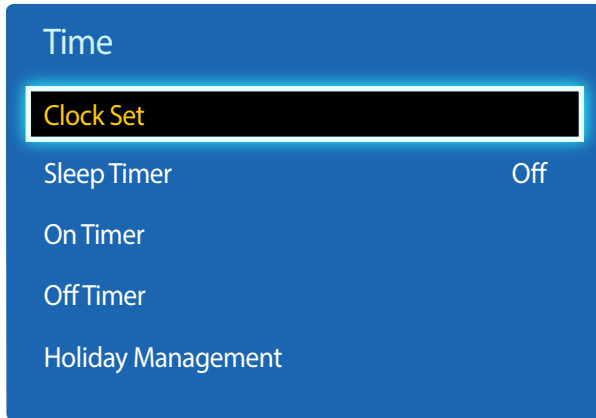 Time
Clock Set
Sleep Timer Off
On Timer
Off Timer
Holiday Management